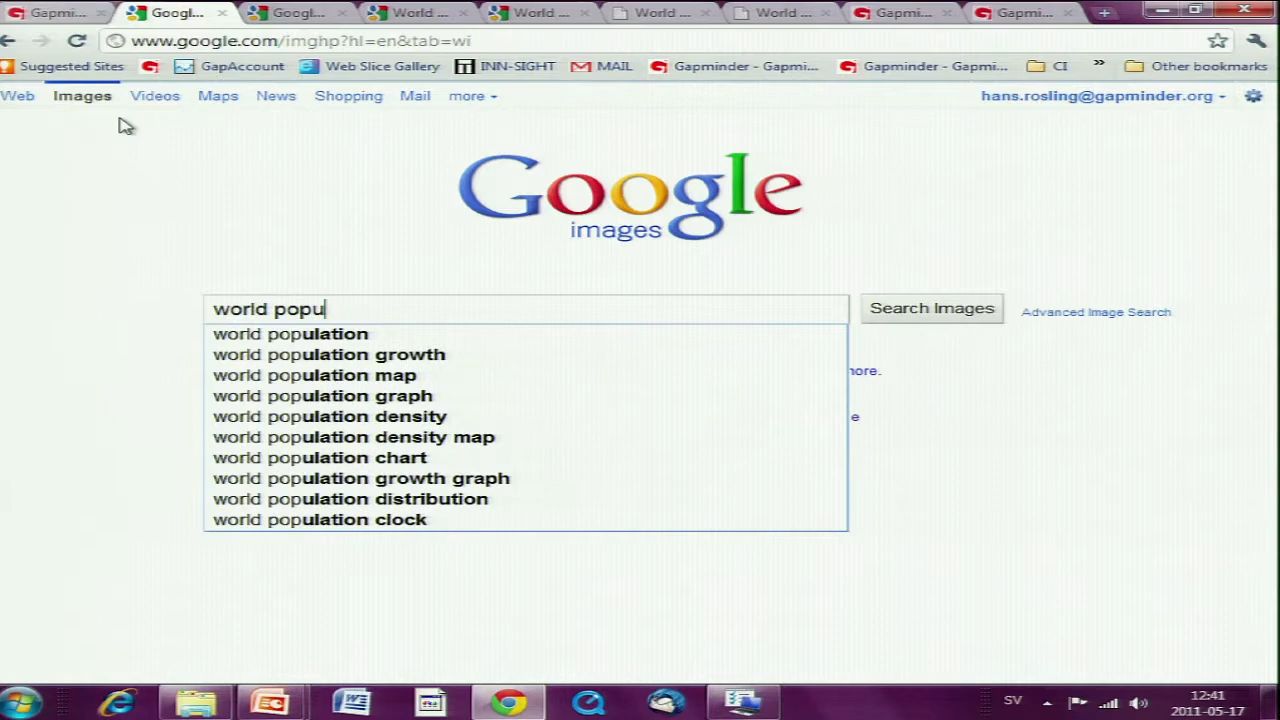 Gapmi... Googl... Googl... World ... World ... World ... World ... Gapmi... Gapmi...
www.google.com/imghp?hl=en&tab=wi
Suggested Sites GapAccount Web Slice Gallery INN-SIGHT MAIL Gapminder - Gapmi... Gapminder - Gapmi... CI » Other bookmarks
Web Images Videos Maps News Shopping Mail more hans.rosling@gapminder.org
Google
images
world popu Search Images Advanced Image Search
world population
world population growth
world population map
world population graph
world population density
world population density map
world population chart
world population growth graph
world population distribution
world population clock
more.
e
SV 12:41
2011-05-17